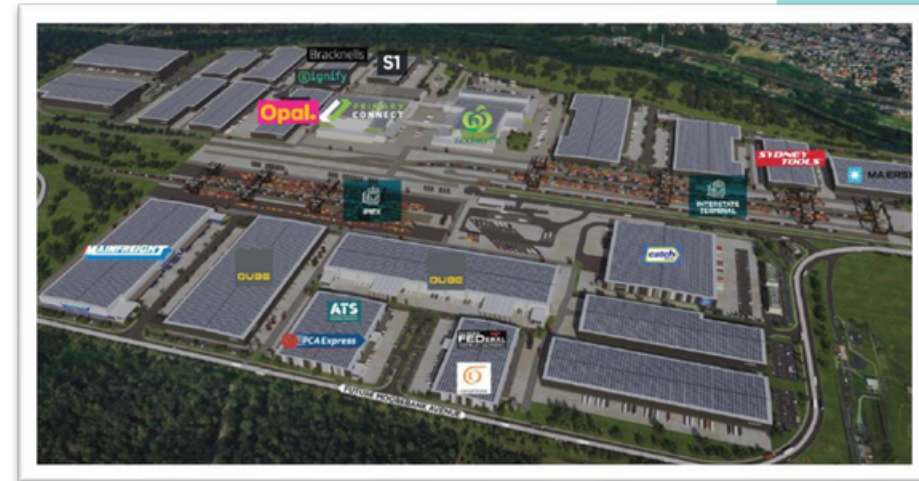 Bracknells
Signify
S1
Opal.
PRIMARY
CONNECT
Woolworths
SYDNEY
TOOLS
MAERSK
IMEX
INTERSTATE
TERMINAL
MAINFREIGHT
QUBE
QUBE
catch
ATS
PCA Express
FEDERAL
FUTURE MOOREBANK AVENUE